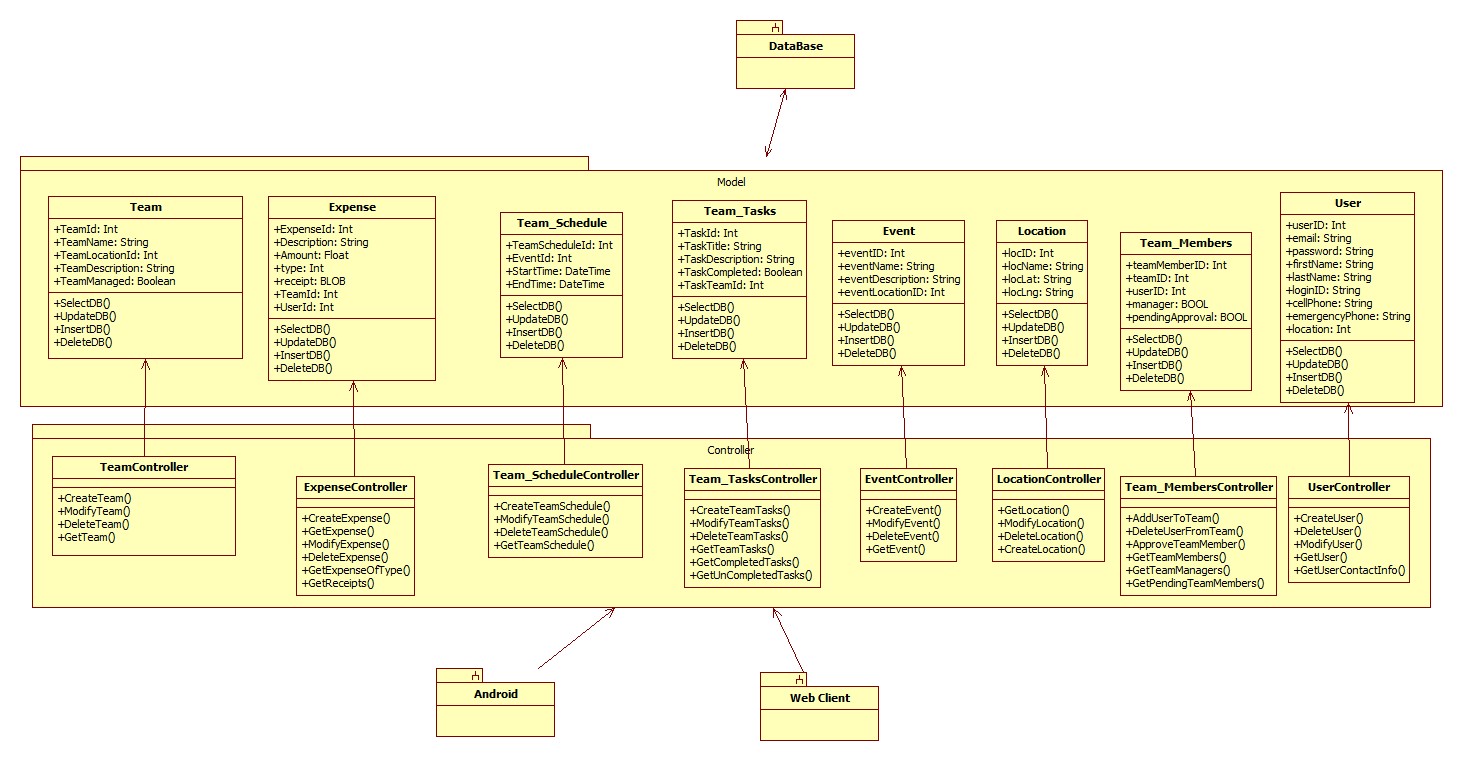 DataBase
Model
Team
+TeamId: Int
+TeamName: String
+TeamLocationId: Int
+TeamDescription: String
+TeamManaged: Boolean
+SelectDB()
+UpdateDB()
+InsertDB()
+DeleteDB()
Expense
+ExpenseId: Int
+Description: String
+Amount: Float
+type: Int
+receipt: BLOB
+TeamId: Int
+UserId: Int
+SelectDB()
+UpdateDB()
+InsertDB()
+DeleteDB()
Team_Schedule
+TeamScheduleId: Int
+EventId: Int
+StartTime: DateTime
+EndTime: DateTime
+SelectDB()
+UpdateDB()
+InsertDB()
+DeleteDB()
Team_Tasks
+TaskId: Int
+TaskTitle: String
+TaskDescription: String
+TaskCompleted: Boolean
+TaskTeamId: Int
+SelectDB()
+UpdateDB()
+InsertDB()
+DeleteDB()
Event
+eventID: Int
+eventName: String
+eventDescription: String
+eventLocationID: Int
+SelectDB()
+UpdateDB()
+InsertDB()
+DeleteDB()
Location
+locID: Int
+locName: String
+locLat: String
+locLng: String
+SelectDB()
+UpdateDB()
+InsertDB()
+DeleteDB()
Team_Members
+teamMemberID: Int
+teamID: Int
+userID: Int
+manager: BOOL
+pendingApproval: BOOL
+SelectDB()
+UpdateDB()
+InsertDB()
+DeleteDB()
User
+userID: Int
+email: String
+password: String
+firstName: String
+lastName: String
+loginID: String
+cellPhone: String
+emergencyPhone: String
+location: Int
+SelectDB()
+UpdateDB()
+InsertDB()
+DeleteDB()
Controller
TeamController
+CreateTeam()
+ModifyTeam()
+DeleteTeam()
+GetTeam()
ExpenseController
+CreateExpense()
+GetExpense()
+ModifyExpense()
+DeleteExpense()
+GetExpenseOfType()
+GetReceipts()
Team_ScheduleController
+CreateTeamSchedule()
+ModifyTeamSchedule()
+DeleteTeamSchedule()
+GetTeamSchedule()
Team_TasksController
+CreateTeamTasks()
+ModifyTeamTasks()
+DeleteTeamTasks()
+GetTeamTasks()
+GetCompletedTasks()
+GetUnCompletedTasks()
EventController
+CreateEvent()
+ModifyEvent()
+DeleteEvent()
+GetEvent()
LocationController
+GetLocation()
+ModifyLocation()
+DeleteLocation()
+CreateLocation()
Team_MembersController
+AddUserToTeam()
+DeleteUserFromTeam()
+ApproveTeamMember()
+GetTeamMembers()
+GetTeamManagers()
+GetPendingTeamMembers()
UserController
+CreateUser()
+DeleteUser()
+ModifyUser()
+GetUser()
+GetUserContactInfo()
Android
Web Client